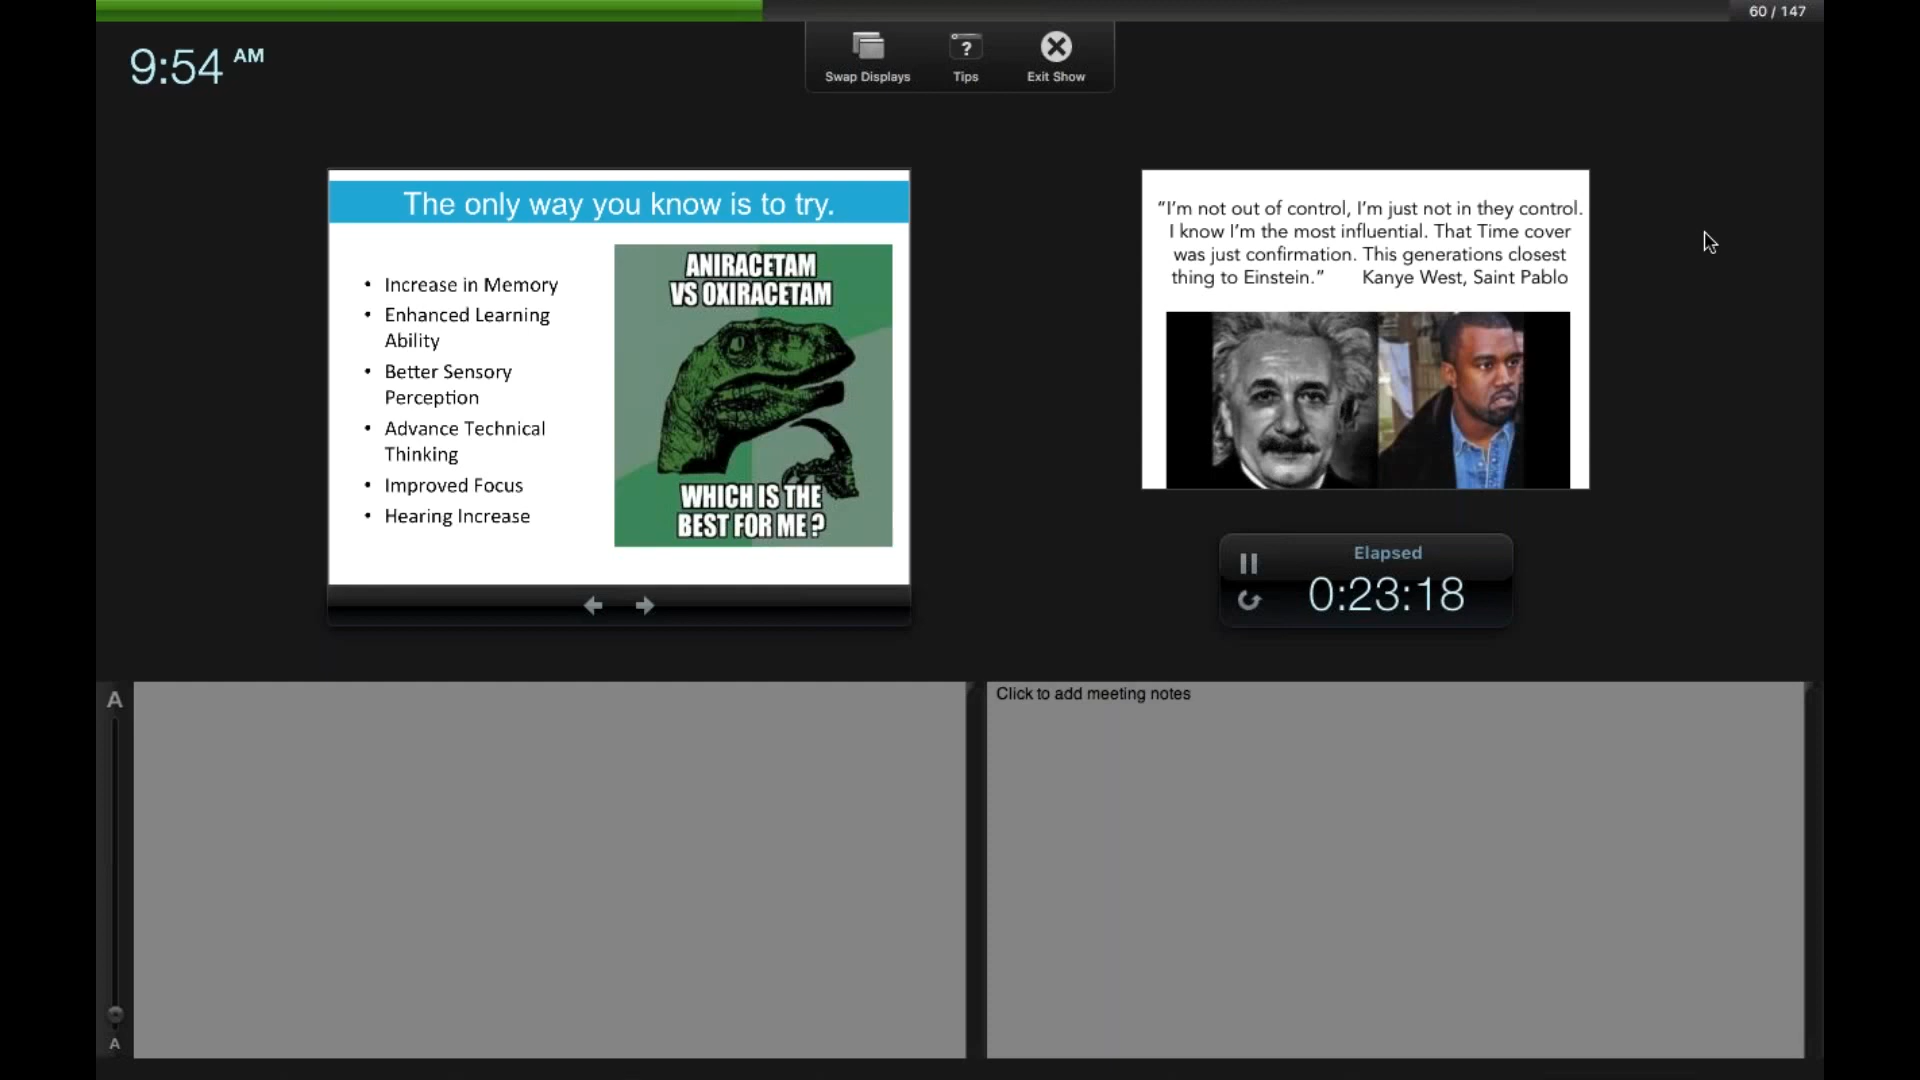 60 / 147
9:54 AM
Swap Displays
Tips
Exit Show
The only way you know is to try.
• Increase in Memory
• Enhanced Learning
Ability
• Better Sensory
Perception
• Advance Technical
Thinking
• Improved Focus
• Hearing Increase
ANIRACETAM
VS OXIRACETAM
WHICH IS THE
BEST FOR ME?
“I’m not out of control, I’m just not in they control.
I know I’m the most influential. That Time cover
was just confirmation. This generations closest
thing to Einstein.” Kanye West, Saint Pablo
Elapsed
0:23:18
A
A
Click to add meeting notes